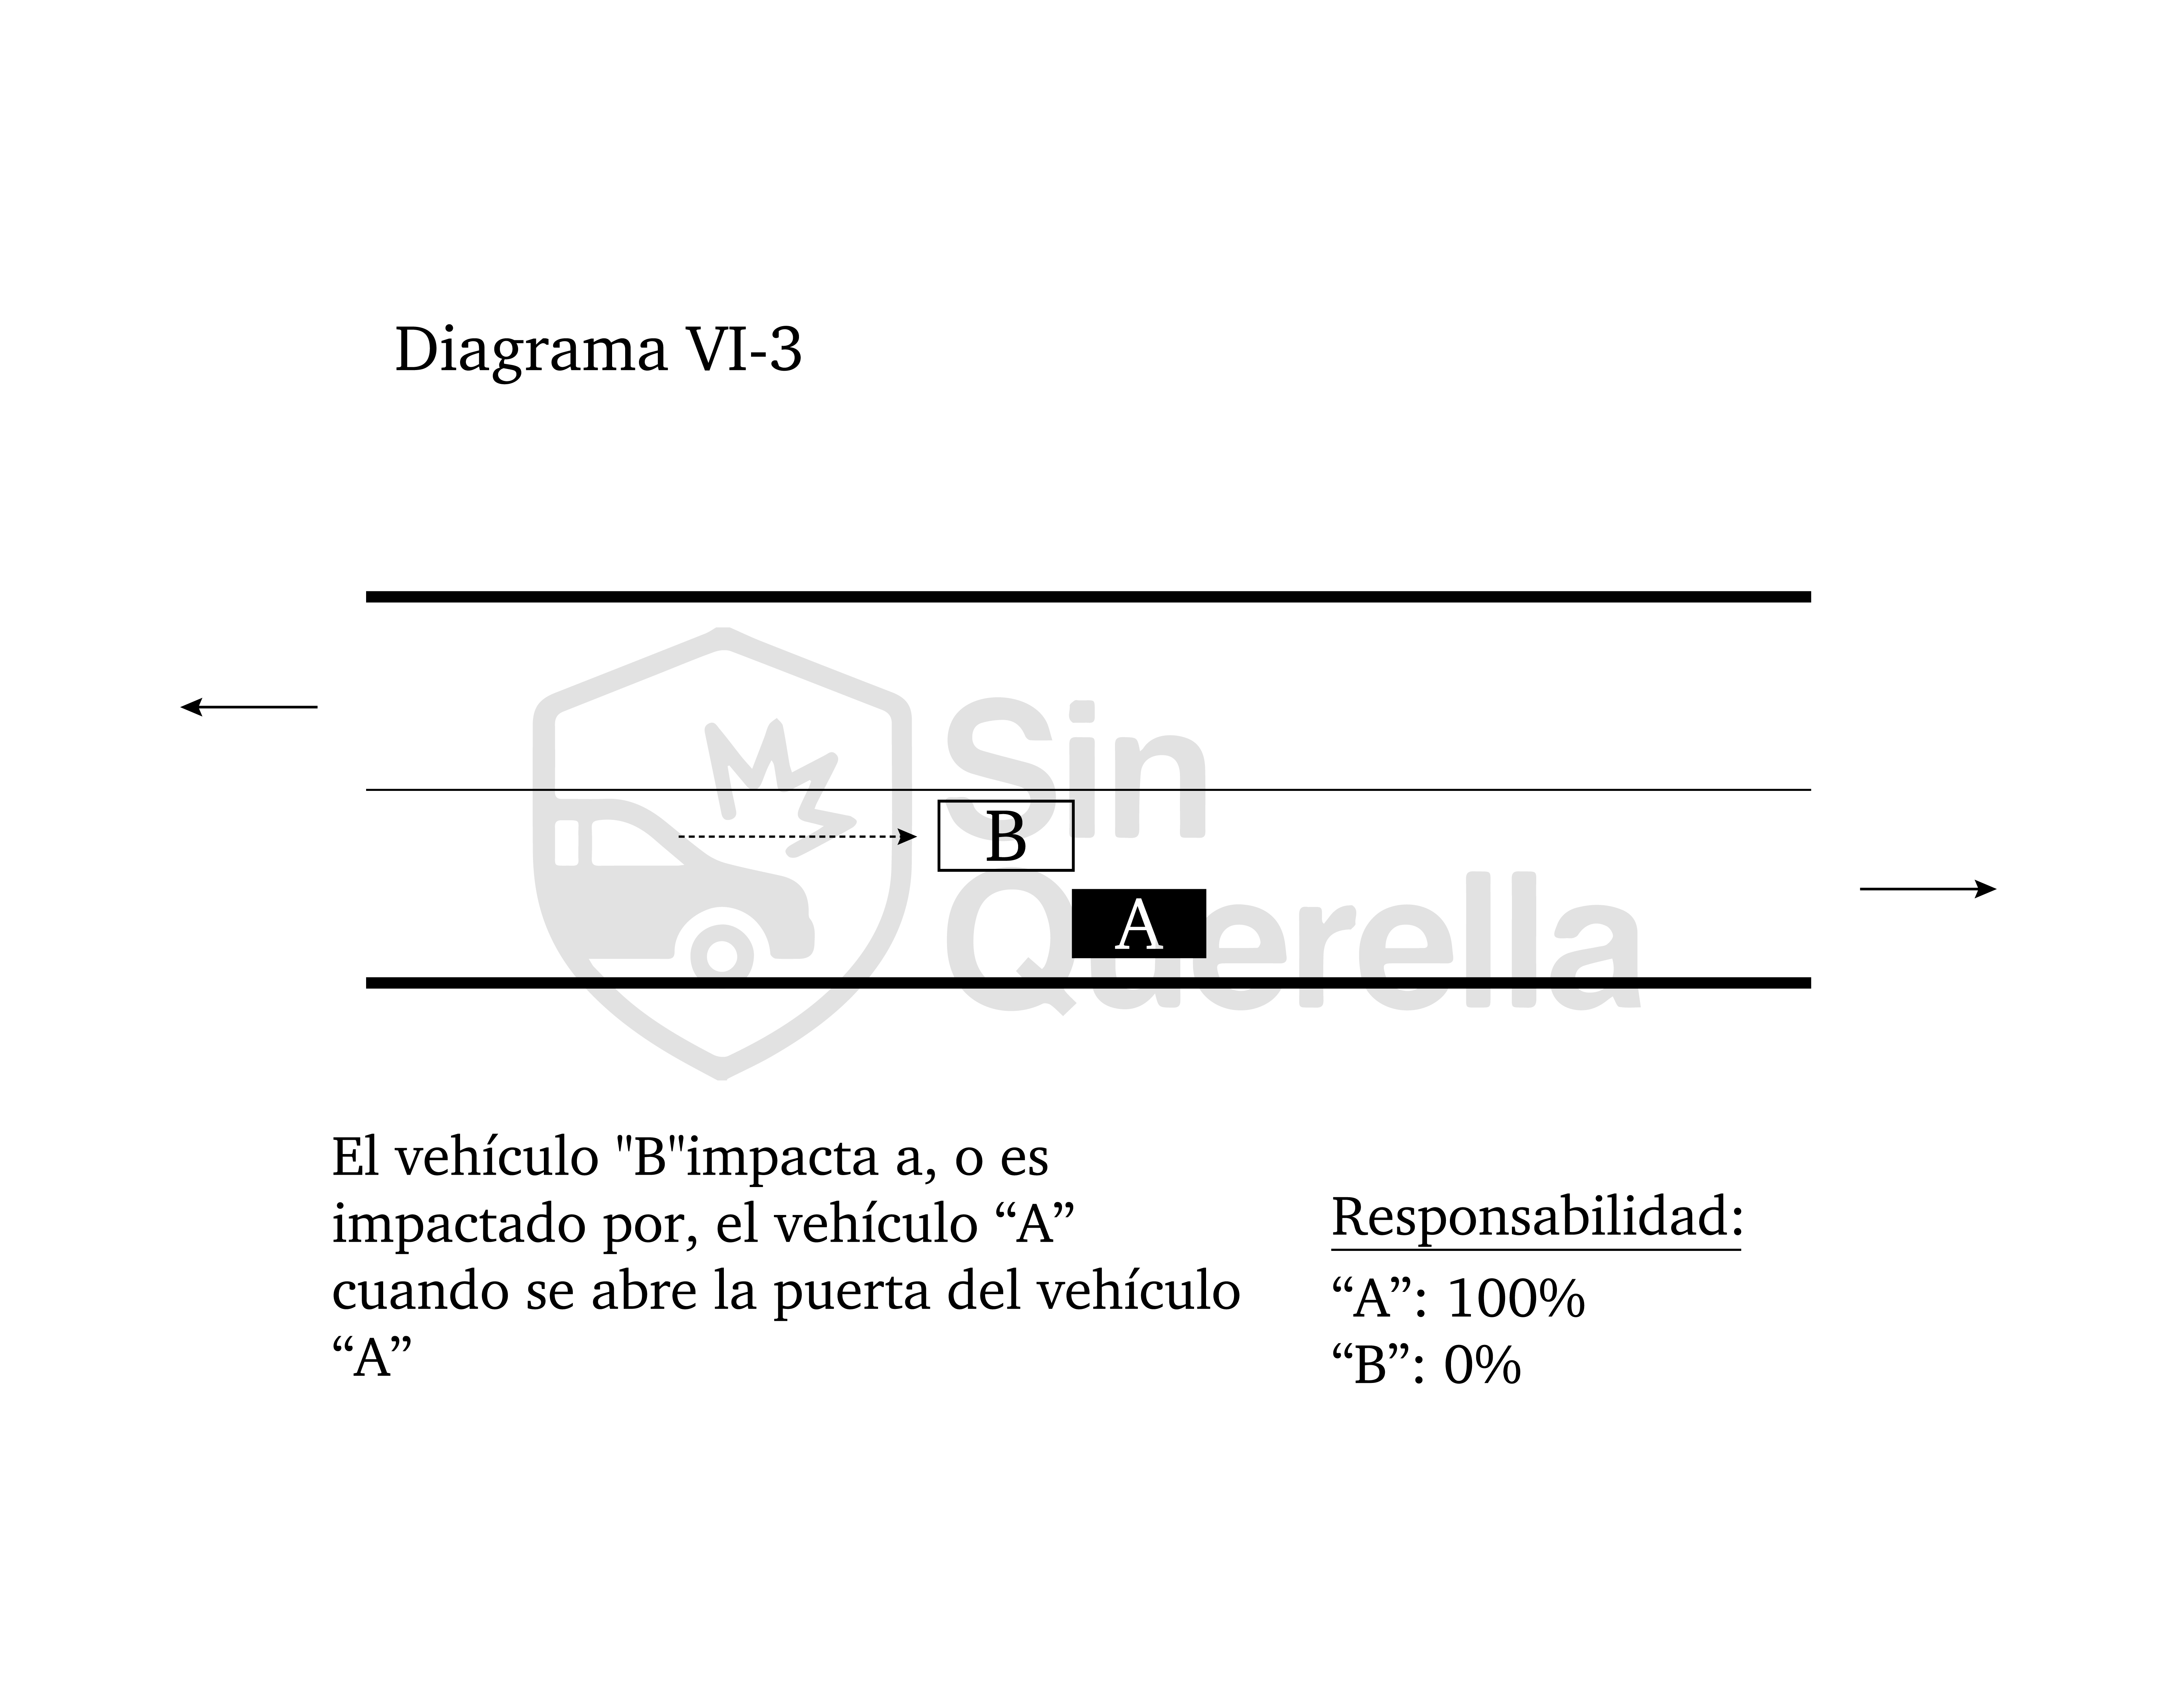 Diagrama VI-3
Sin
B
Querella
A
El vehículo "B"impacta a, o es
impactado por, el vehículo “A”
cuando se abre la puerta del vehículo
“A”
Responsabilidad:
“A”: 100%
“B”: 0%